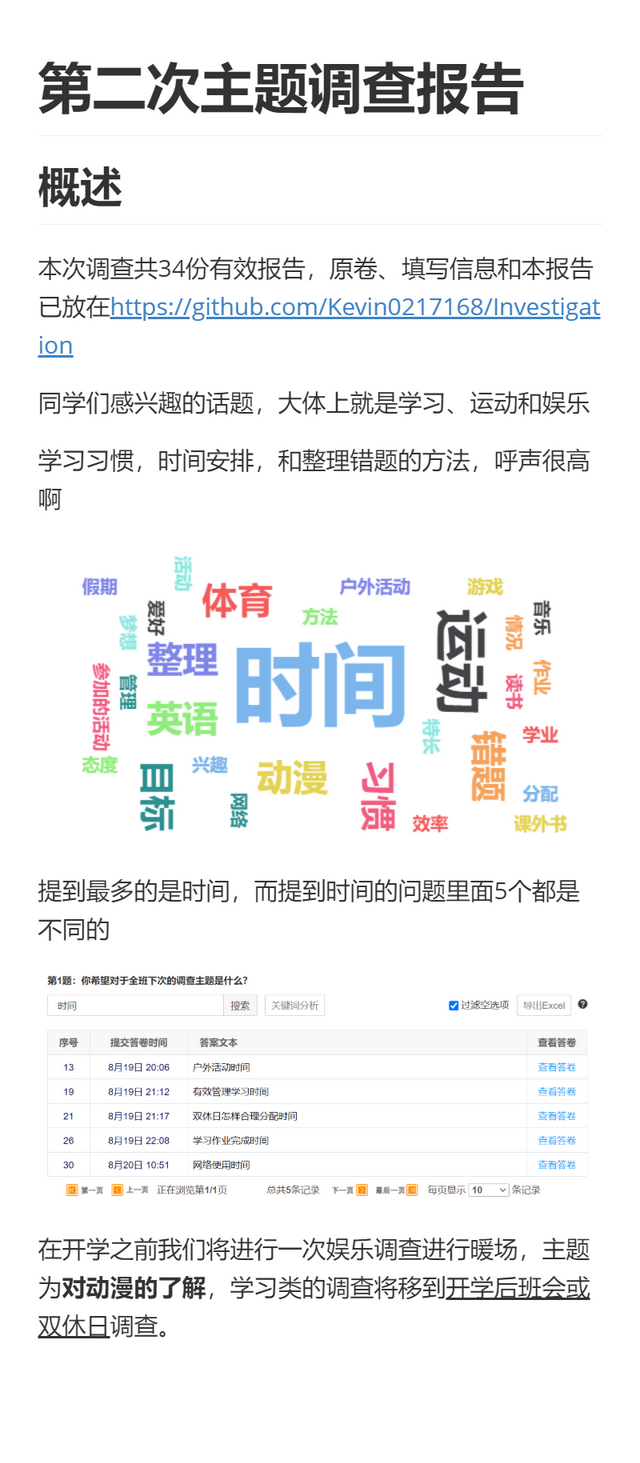 第二次主题调查报告
概述
本次调查共34份有效报告，原卷、填写信息和本报告
已放在https://github.com/Kevin0217168/Investigat
ion
同学们感兴趣的话题，大体上就是学习、运动和娱乐
学习习惯，时间安排，和整理错题的方法，呼声很高
啊
活动
假期
体育
户外活动
游戏
爱好
方法
音乐
梦想
运动
情况
整理
时间
作业
参加的活动
管理
读书
英语
特长
学业
态度
目标
兴趣
动漫
习惯
错题
网络
分配
效率
课外书
提到最多的是时间，而提到时间的问题里面5个都是
不同的
第1题：你希望对于全班下次的调查主题是什么?
时间 搜索 关键词分析 过滤空选项 导出Excel ?
序号 提交答卷时间 答案文本 查看答卷
13 8月19日 20:06 户外活动时间 查看答卷
19 8月19日 21:12 有效管理学习时间 查看答卷
21 8月19日 21:17 双休日怎样合理分配时间 查看答卷
26 8月19日 22:08 学习作业完成时间 查看答卷
30 8月20日 10:51 网络使用时间 查看答卷
第一页 上一页 正在浏览第1/1页 总共5条记录 下一页 最后一页 每页显示 10 条记录
在开学之前我们将进行一次娱乐调查进行暖场，主题
为对动漫的了解，学习类的调查将移到开学后班会或
双休日调查。